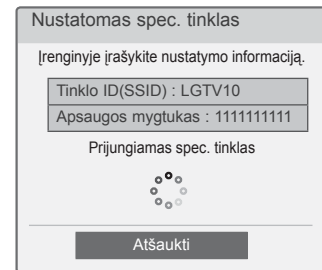 Nustatomas spec. tinklas
Įrenginyje įrašykite nustatymo informaciją.
Tinklo ID(SSID) : LGTV10
Apsaugos mygtukas : 1111111111
Prijungiamas spec. tinklas
Atšaukti